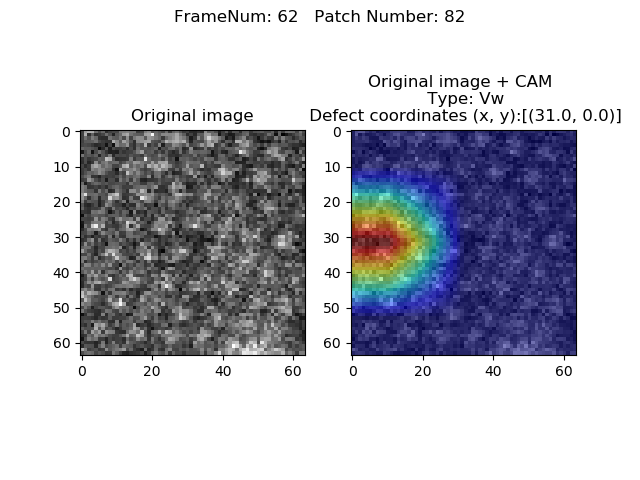 FrameNum: 62   Patch Number: 82
Original image
Original image + CAM
Type: Vw
Defect coordinates (x, y):[(31.0, 0.0)]
0
10
20
30
40
50
60
0 20 40 60
0
10
20
30
40
50
60
0 20 40 60